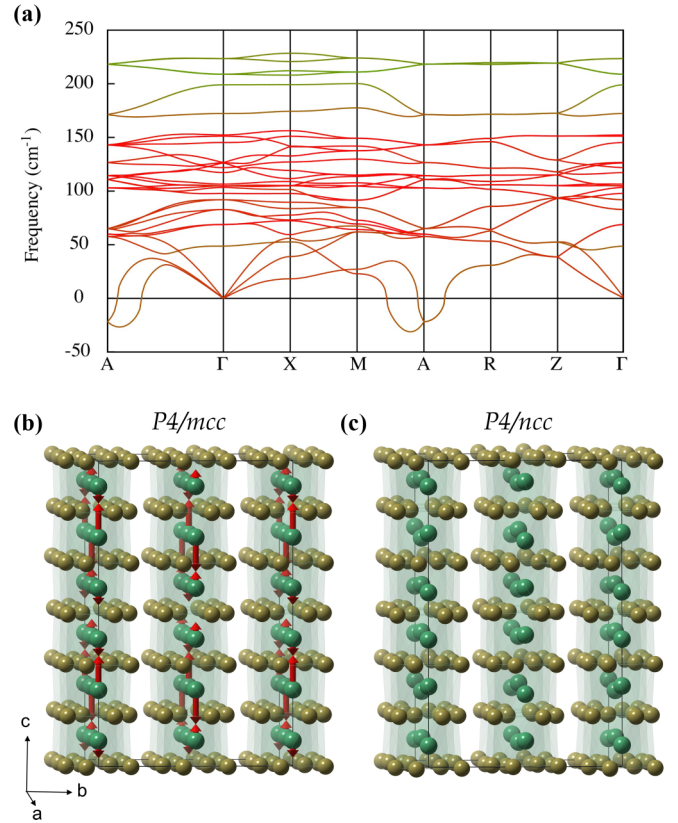 (a)
250
200
150
100
50
0
-50
Frequency (cm⁻¹)
A Γ X M A R Z Γ
(b) P4/mcc (c) P4/ncc
c
b
a